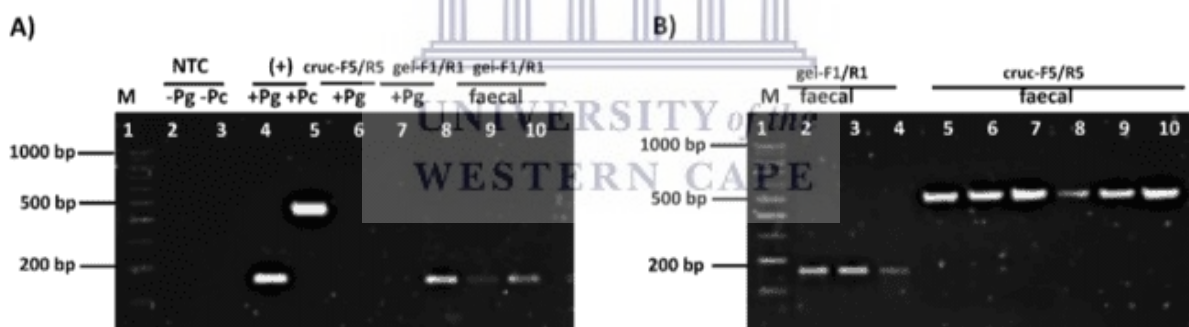 A)
NTC (+) cruc-F5/R5 gel-F1/R1 gel-F1/R1
M -Pg -Pc +Pg +Pc +Pg +Pg faecal
1 2 3 4 5 6 7 8 9 10
1000 bp
500 bp
200 bp
B)
gel-F1/R1 cruc-F5/R5
M faecal faecal
1 2 3 4 5 6 7 8 9 10
1000 bp
500 bp
200 bp
UNIVERSITY of the
WESTERN CAPE